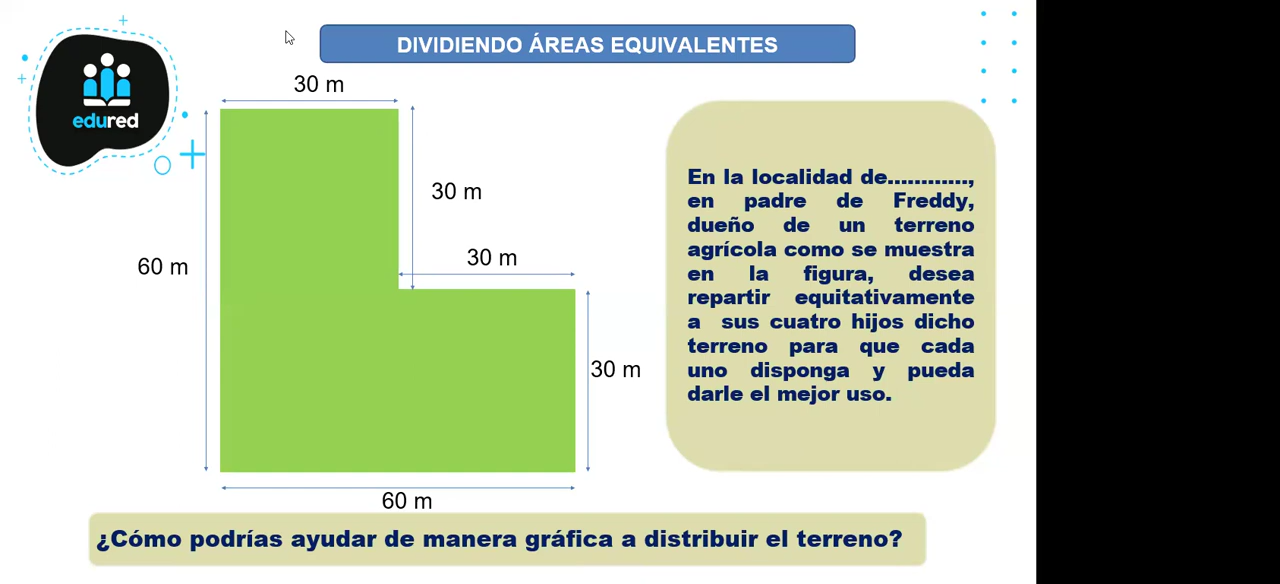 DIVIDIENDO ÁREAS EQUIVALENTES
edured
30 m
30 m
30 m
60 m
30 m
60 m
En la localidad de............,
en padre de Freddy,
dueño de un terreno
agrícola como se muestra
en la figura, desea
repartir equitativamente
a sus cuatro hijos dicho
terreno para que cada
uno disponga y pueda
darle el mejor uso.
¿Cómo podrías ayudar de manera gráfica a distribuir el terreno?